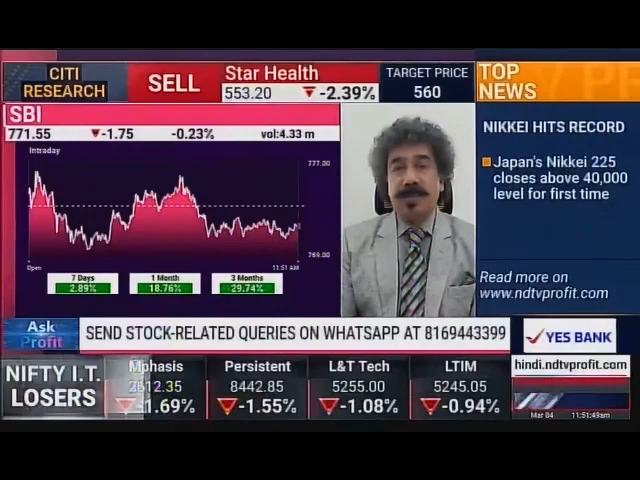 CITI
RESEARCH
SELL
Star Health
553.20 -2.39%
TARGET PRICE
560
TOP
NEWS
SBI
771.55 -1.75 -0.23% vol:4.33 m
Intraday
777.00
769.00
Open 11:51 AM
7 Days
2.89%
1 Month
18.76%
3 Months
29.74%
NIKKEI HITS RECORD
Japan's Nikkei 225
closes above 40,000
level for first time
Read more on
www.ndtvprofit.com
Ask
Profit
SEND STOCK-RELATED QUERIES ON WHATSAPP AT 8169443399
YES BANK
hindi.ndtvprofit.com
NIFTY I.T.
LOSERS
Mphasis
-1.69%
Persistent
8442.85
-1.55%
L&T Tech
5255.00
-1.08%
LTIM
5245.05
-0.94%
Mar 04 11:51:49am